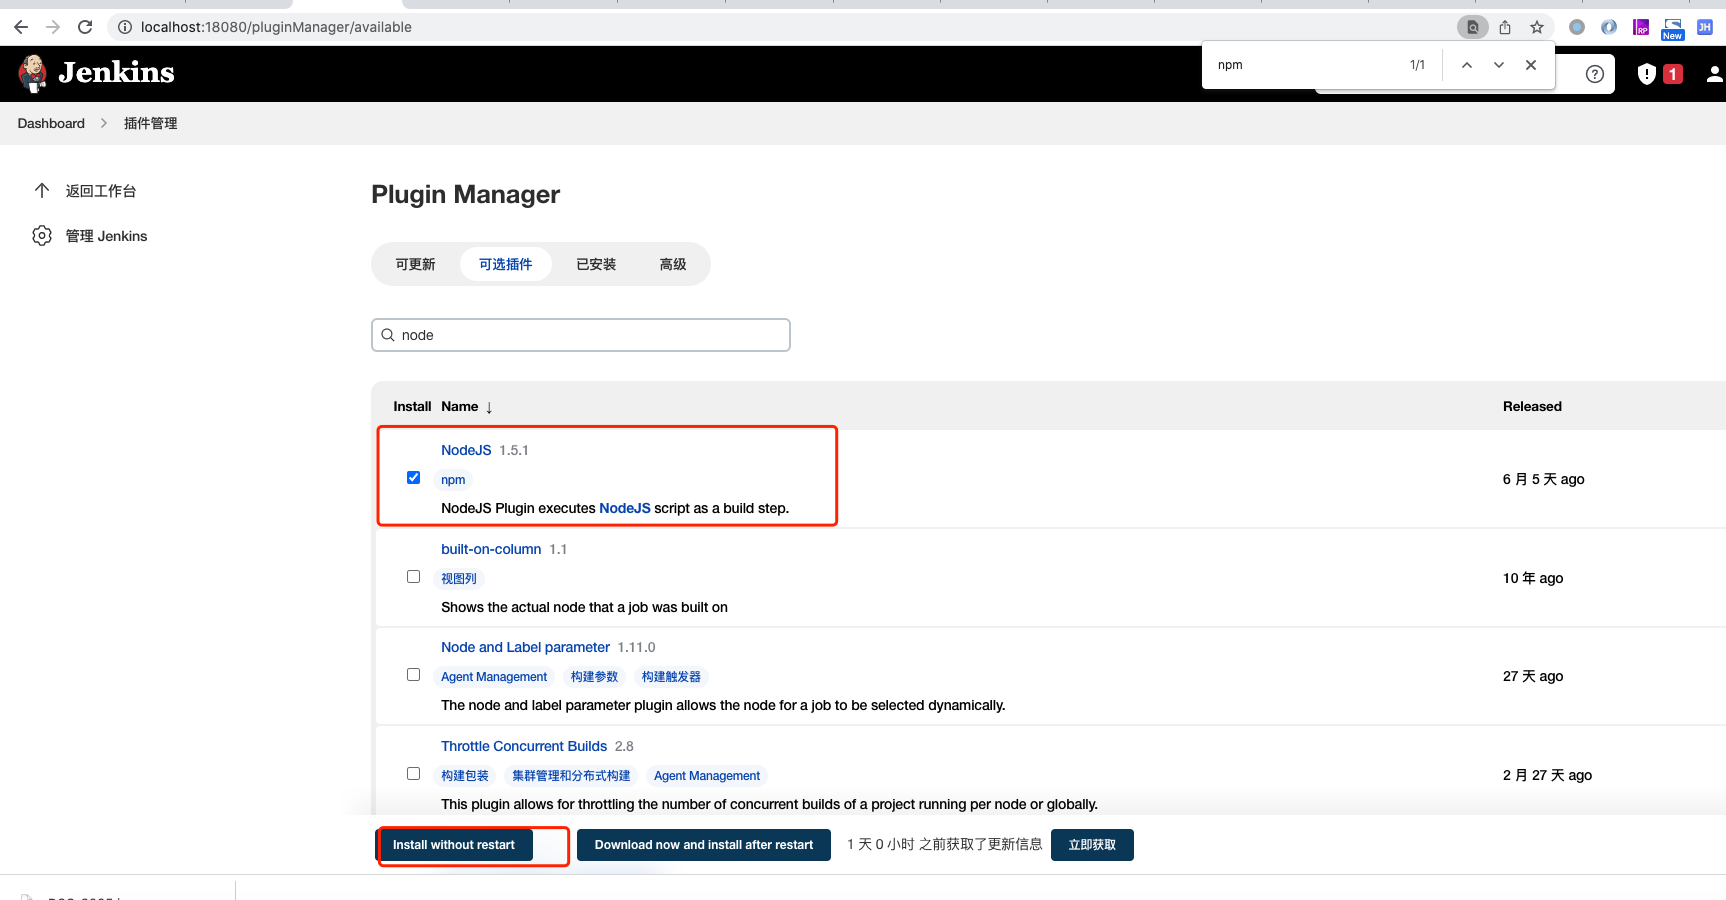 localhost:18080/pluginManager/available
New
JH
npm 1/1
Jenkins
1
Dashboard 插件管理
返回工作台
管理 Jenkins
Plugin Manager
可更新 可选插件 已安装 高级
node
Install Name ↓ Released
NodeJS 1.5.1
npm
NodeJS Plugin executes NodeJS script as a build step.
6 月 5 天 ago
built-on-column 1.1
视图列
Shows the actual node that a job was built on
10 年 ago
Node and Label parameter 1.11.0
Agent Management 构建参数 构建触发器
The node and label parameter plugin allows the node for a job to be selected dynamically.
27 天 ago
Throttle Concurrent Builds 2.8
构建包装 集群管理和分布式构建 Agent Management
This plugin allows for throttling the number of concurrent builds of a project running per node or globally.
2 月 27 天 ago
Install without restart Download now and install after restart 1 天 0 小时 之前获取了更新信息 立即获取